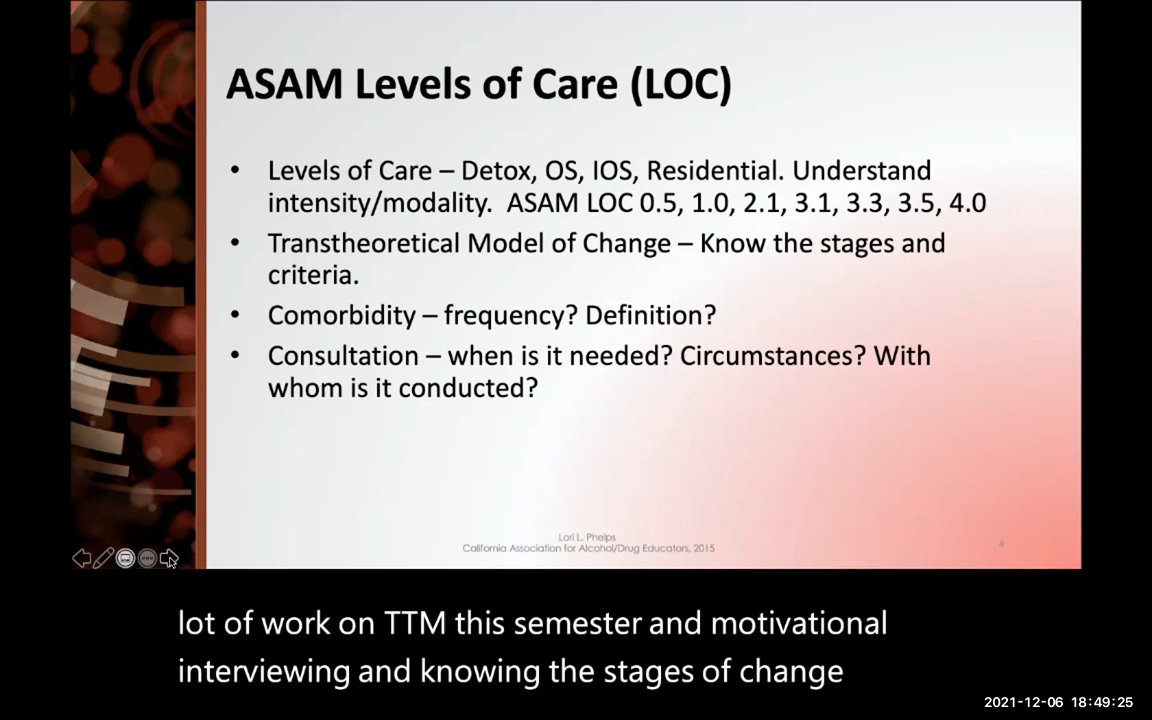 ASAM Levels of Care (LOC)
• Levels of Care – Detox, OS, IOS, Residential. Understand
intensity/modality.  ASAM LOC 0.5, 1.0, 2.1, 3.1, 3.3, 3.5, 4.0
• Transtheoretical Model of Change – Know the stages and
criteria.
• Comorbidity – frequency? Definition?
• Consultation – when is it needed? Circumstances? With
whom is it conducted?
Lori L. Phelps
California Association for Alcohol/Drug Educators, 2015
lot of work on TTM this semester and motivational
interviewing and knowing the stages of change
2021-12-06 18:49:25